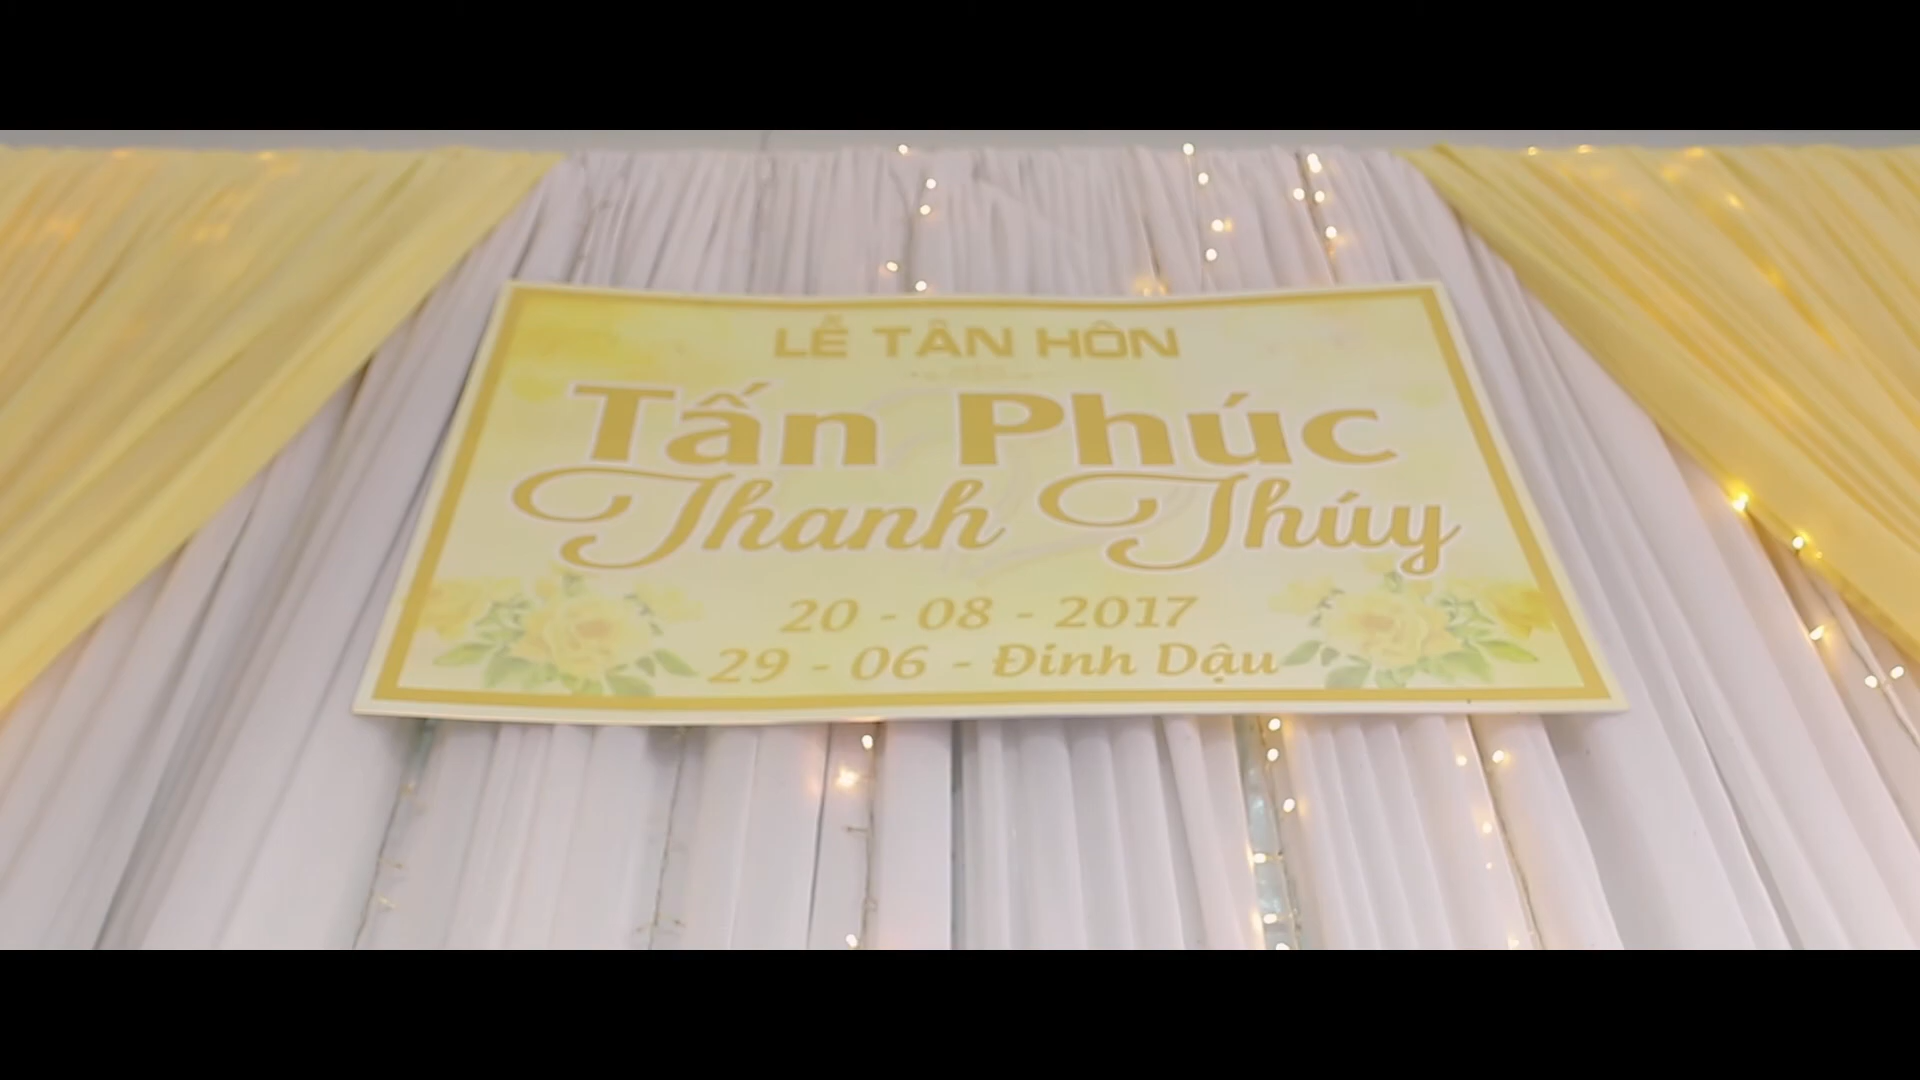 LỄ TÂN HÔN
Tấn Phúc
Thanh Thúy
20 - 08 - 2017
29 - 06 - Đinh Dậu